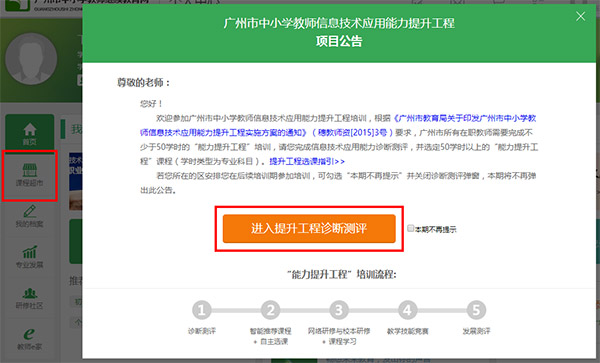 广州市中小学教师信息技术应用能力提升工程
项目公告
尊敬的老师：
您好！
欢迎参加广州市中小学教师信息技术应用能力提升工程培训，根据《广州市教育局关于印发广州市中小学教
师信息技术应用能力提升工程实施方案的通知》（穗教师资[2015]3号）要求，广州市所有在职教师需要完成不
少于50学时的“能力提升工程”培训，请您完成信息技术应用能力诊断测评，并选定50学时以上的“能力提升工
程”课程（学时类型为专业科目）。提升工程选课指引>>
若您所在的区安排您在后续培训期参加培训，可勾选“本期不再提示”并关闭诊断测评弹窗，本期将不再弹
出此公告。
进入提升工程诊断测评
本期不再提示
“能力提升工程”培训流程:
1
2
3
4
5
诊断测评
智能推荐课程
+ 自主选课
网络研修与校本研修
+ 课程学习
教学技能竞赛
发展测评
首页
课程超市
我的档案
专业发展
研修社区
教师e家